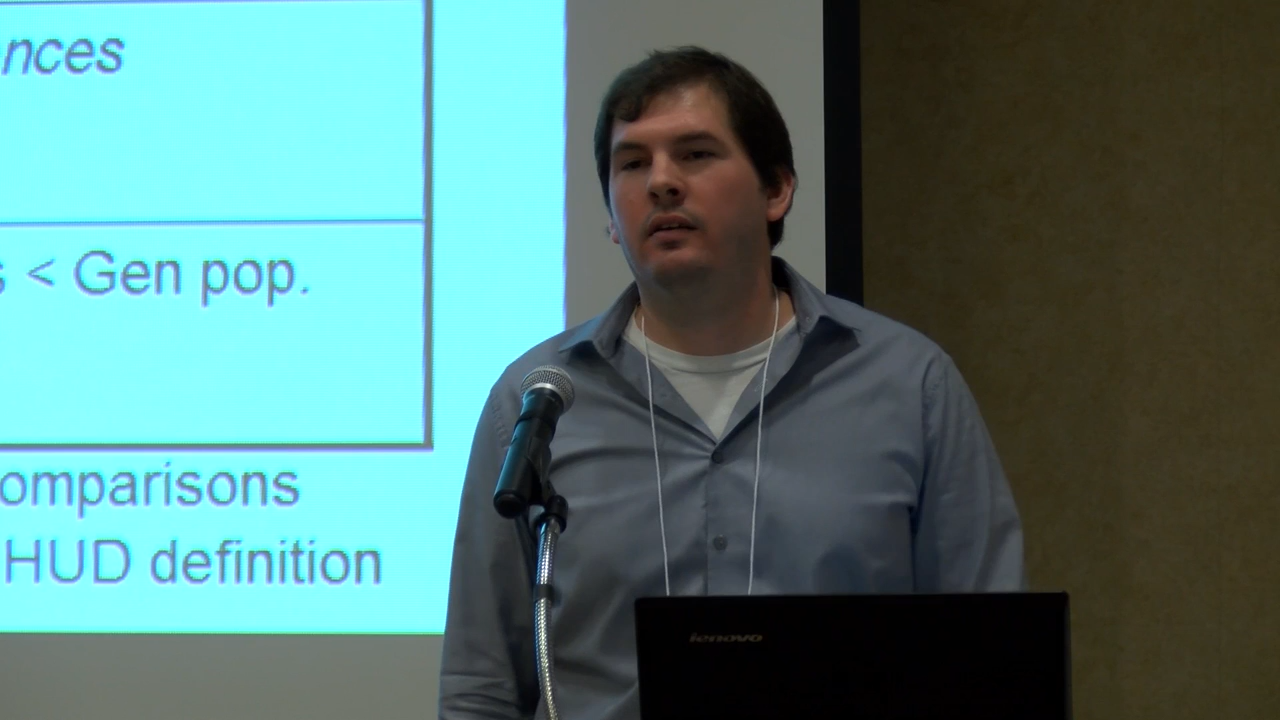 nces
s < Gen pop.
omparisons
HUD definition
lenovo